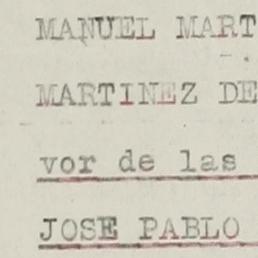 MANUEL MART
MARTINEZ DE
vor de las
JOSE PABLO